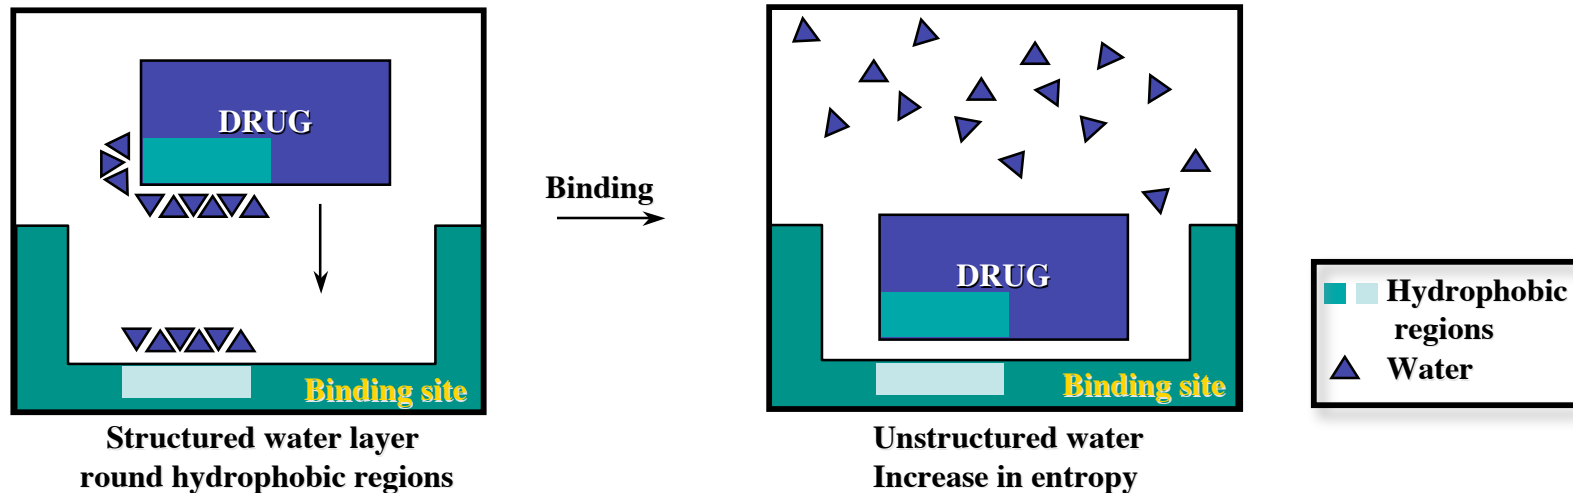 DRUG
Binding site
Structured water layer
round hydrophobic regions
Binding
DRUG
Binding site
Unstructured water
Increase in entropy
Hydrophobic
regions
Water